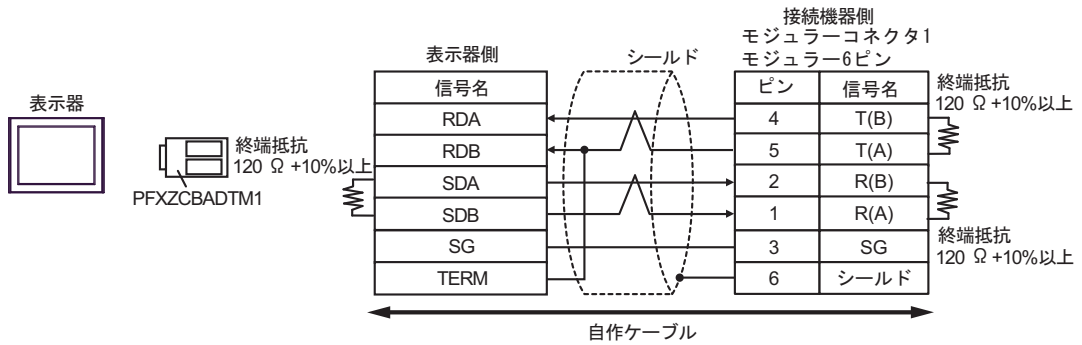 接続機器側
モジュラーコネクタ1
モジュラー6ピン
表示器側
シールド
表示器
終端抵抗
120 Ω +10%以上
PFXZCBADTM1
信号名
RDA
RDB
SDA
SDB
SG
TERM
ピン 信号名
4 T(B)
5 T(A)
2 R(B)
1 R(A)
3 SG
6 シールド
終端抵抗
120 Ω +10%以上
終端抵抗
120 Ω +10%以上
自作ケーブル